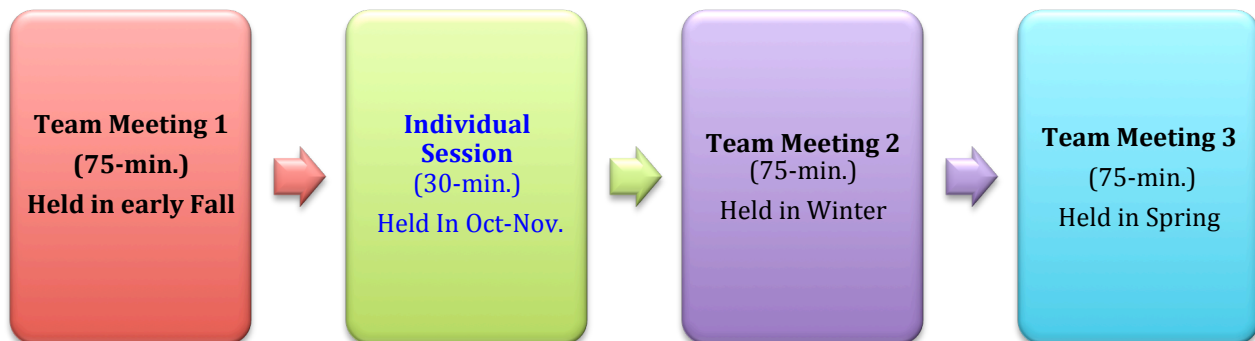 Team Meeting 1
(75-min.)
Held in early Fall
Individual
Session
(30-min.)
Held In Oct-Nov.
Team Meeting 2
(75-min.)
Held in Winter
Team Meeting 3
(75-min.)
Held in Spring